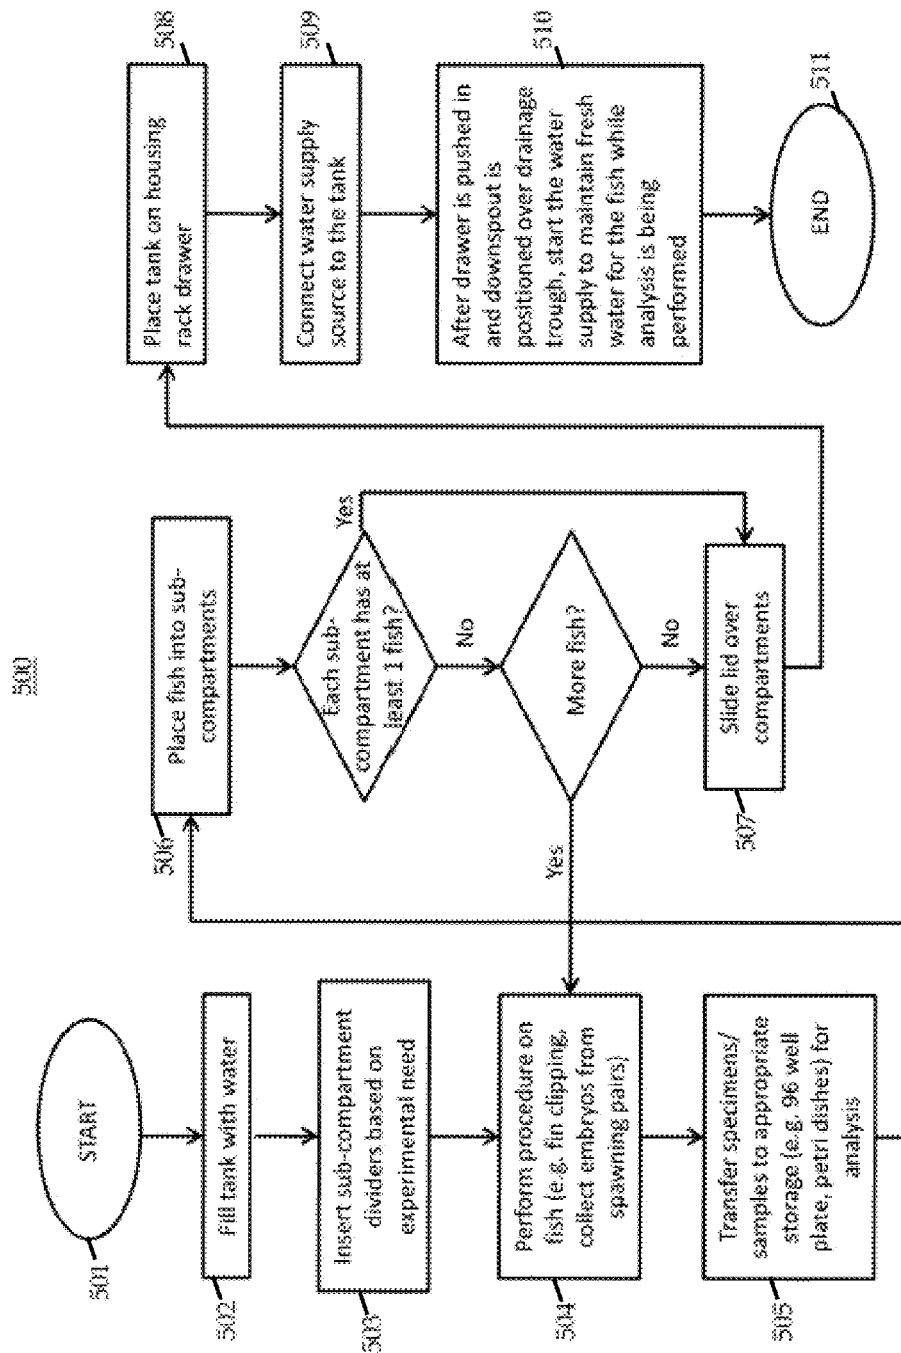 500
START
501
Fill tank with water
502
Insert sub-compartment
dividers based on
experimental need
503
Perform procedure on
fish (e.g. fin clipping,
collect embryos from
spawning pairs)
504
Transfer specimens/
samples to appropriate
storage (e.g. 96 well
plate, petri dishes) for
analysis
505
Place fish into sub-
compartments
506
Each sub-
compartment has at
least 1 fish?
Yes
No
More fish?
Yes
No
Slide lid over
compartments
507
Place tank on housing
rack drawer
508
Connect water supply
source to the tank
509
After drawer is pushed in
and downspout is
positioned over drainage
trough, start the water
supply to maintain fresh
water for the fish while
analysis is being
performed
510
END
511